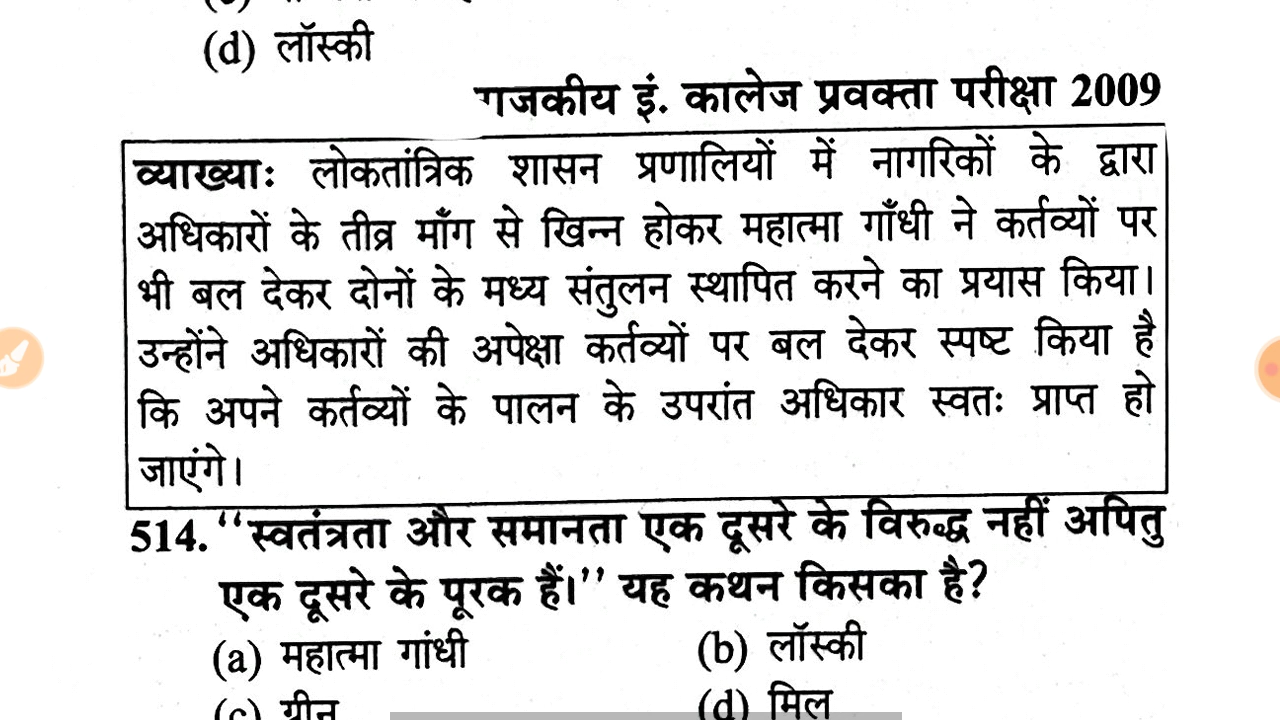 (d) लॉस्की
राजकीय इं. कालेज प्रवक्ता परीक्षा 2009
व्याख्याः लोकतांत्रिक शासन प्रणालियों में नागरिकों के द्वारा
अधिकारों के तीव्र माँग से खिन्न होकर महात्मा गाँधी ने कर्तव्यों पर
भी बल देकर दोनों के मध्य संतुलन स्थापित करने का प्रयास किया।
उन्होंने अधिकारों की अपेक्षा कर्तव्यों पर बल देकर स्पष्ट किया है
कि अपने कर्तव्यों के पालन के उपरांत अधिकार स्वतः प्राप्त हो
जाएंगे।
514. "स्वतंत्रता और समानता एक दूसरे के विरुद्ध नहीं अपितु
एक दूसरे के पूरक हैं।" यह कथन किसका है?
(a) महात्मा गांधी (b) लॉस्की
(c) ग्रीन (d) मिल